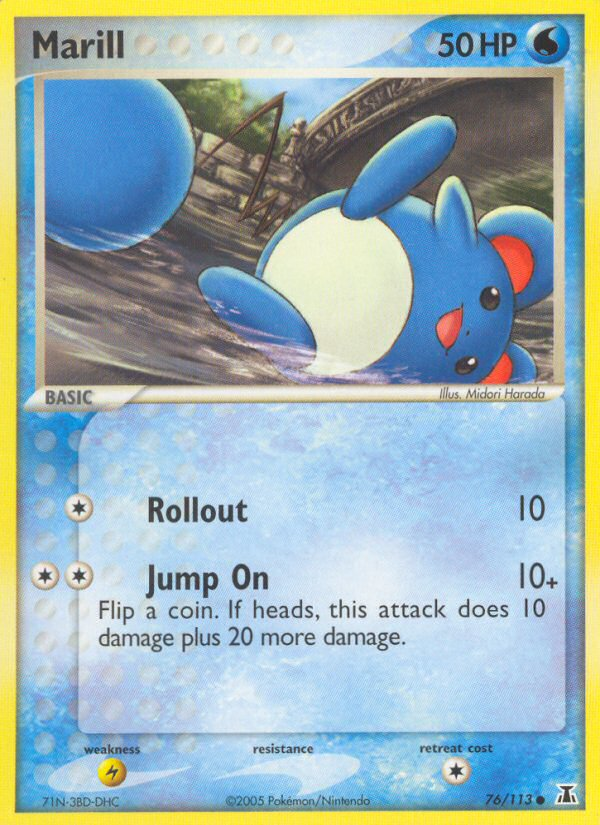 Marill
50 HP
BASIC
Illus. Midori Harada
Rollout 10
Jump On 10+
Flip a coin. If heads, this attack does 10
damage plus 20 more damage.
weakness resistance retreat cost
71N-3BD-DHC ©2005 Pokémon/Nintendo 76/113